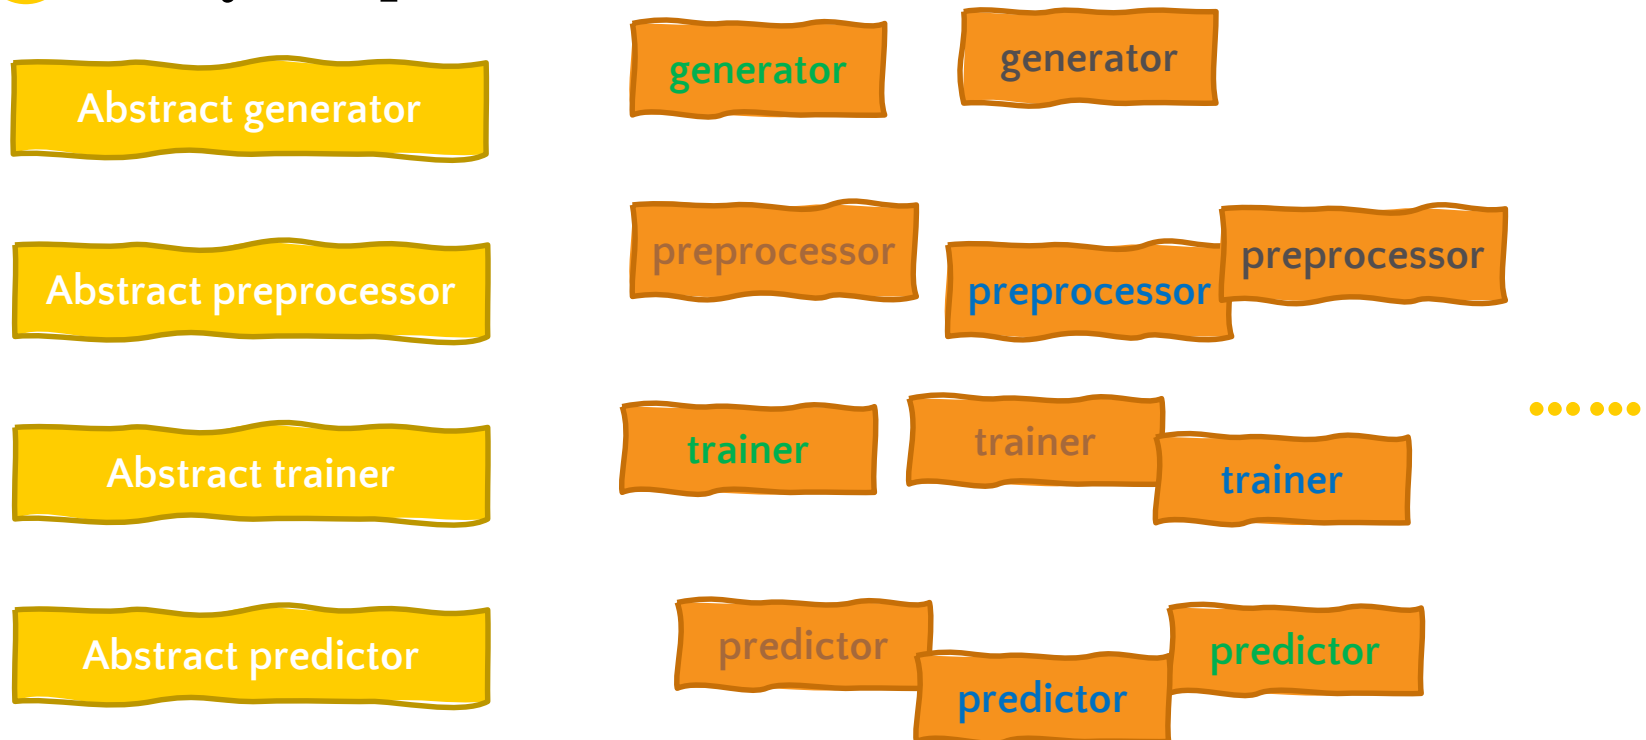 Abstract generator
generator
generator
Abstract preprocessor
preprocessor
preprocessor
preprocessor
Abstract trainer
trainer
trainer
trainer
Abstract predictor
predictor
predictor
predictor